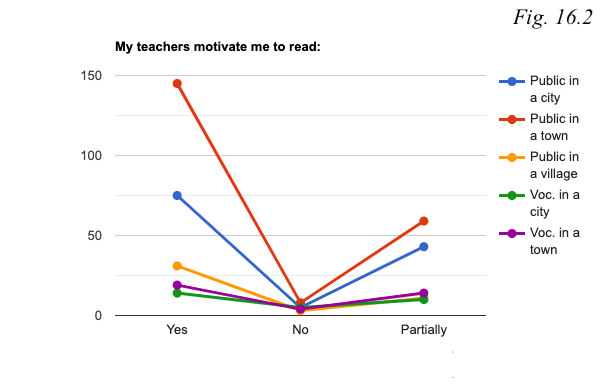 Fig. 16.2
My teachers motivate me to read:
150
100
50
0
Yes
No
Partially
Public in
a city
Public in
a town
Public in
a village
Voc. in a
city
Voc. in a
town